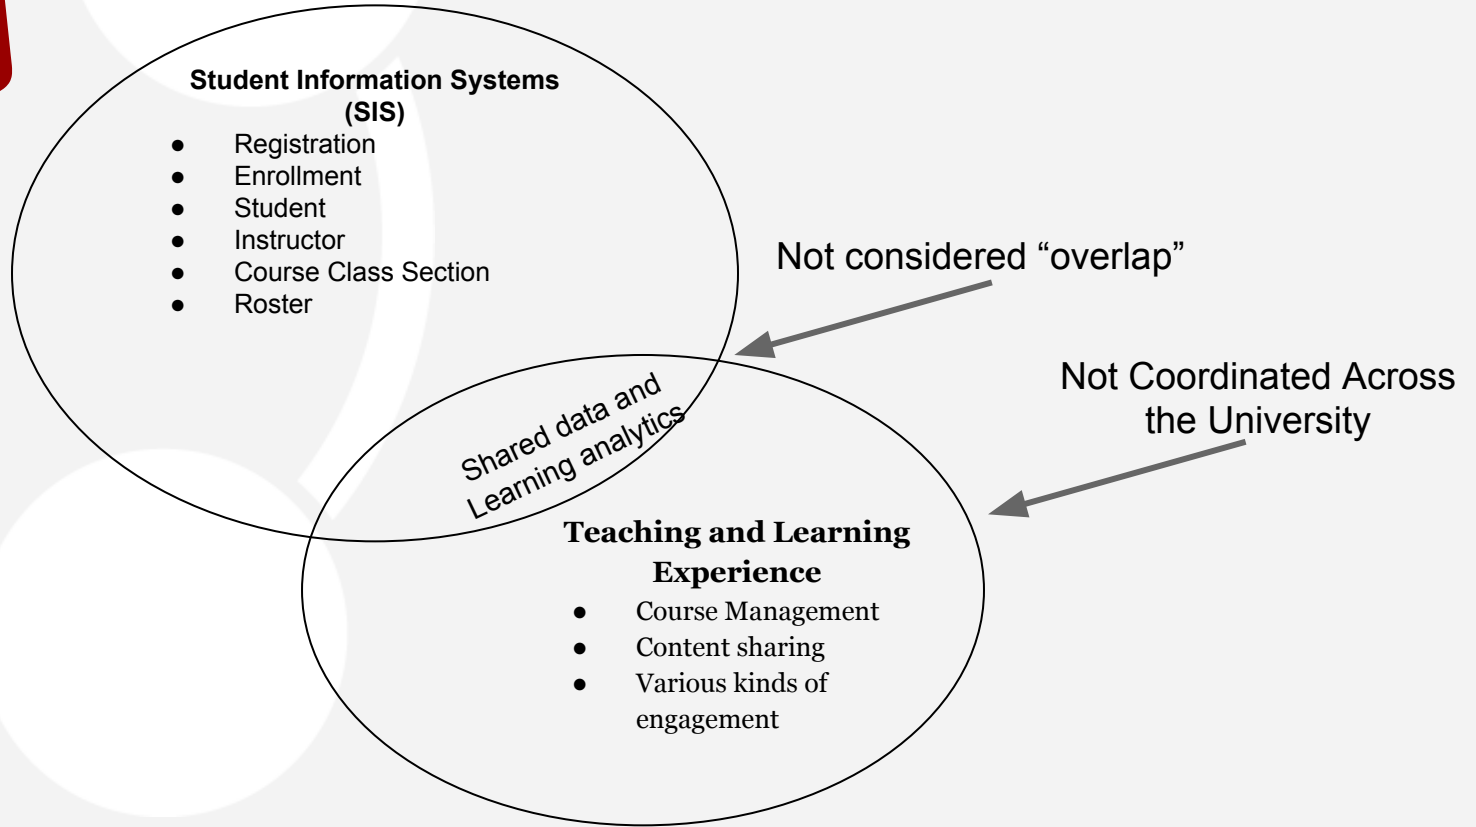 Student Information Systems
(SIS)
● Registration
● Enrollment
● Student
● Instructor
● Course Class Section
● Roster
Not considered “overlap”
Not Coordinated Across
the University
Shared data and
Learning analytics
Teaching and Learning
Experience
● Course Management
● Content sharing
● Various kinds of
engagement